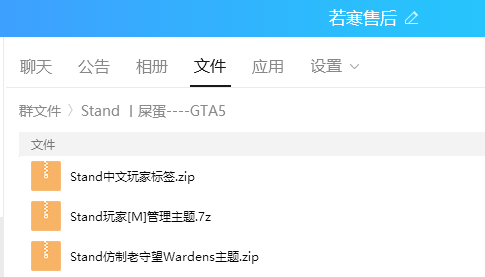 若寒售后
聊天 公告 相册 文件 应用 设置
群文件 〉Stand 丨屎蛋----GTA5
文件
Stand中文玩家标签.zip
Stand玩家[M]管理主题.7z
Stand仿制老守望Wardens主题.zip